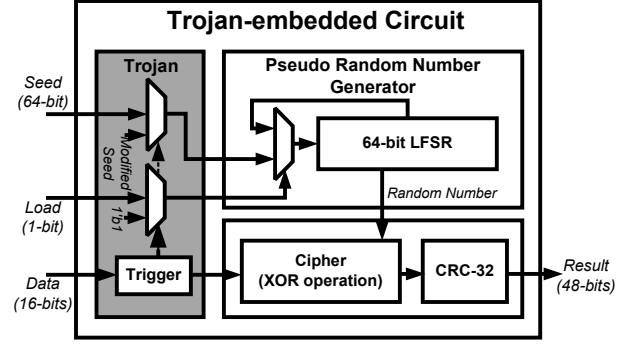 Trojan-embedded Circuit
Trojan
Pseudo Random Number
Generator
Seed
(64-bit)
Modified
Seed
64-bit LFSR
Load
(1-bit)
1'b1
Random Number
Data
(16-bits)
Trigger
Cipher
(XOR operation)
CRC-32
Result
(48-bits)